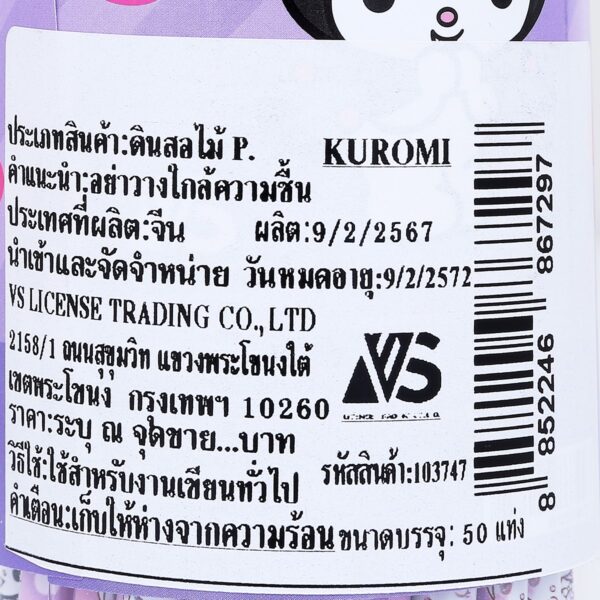 ประเภทสินค้า:ดินสอไม้ P. KUROMI
คำแนะนำ:อย่าวางใกล้ความชื้น
ประเทศที่ผลิต:จีน ผลิต:9/2/2567
นำเข้าและจัดจำหน่าย วันหมดอายุ:9/2/2572
VS LICENSE TRADING CO.,LTD
2158/1 ถนนสุขุมวิท แขวงพระโขนงใต้
เขตพระโขนง กรุงเทพฯ 10260
ราคา:ระบุ ณ จุดขาย...บาท
วิธีใช้:ใช้สำหรับงานเขียนทั่วไป รหัสสินค้า:103747
คำเตือน:เก็บให้ห่างจากความร้อน ขนาดบรรจุ: 50 แท่ง
VS
8 852246 867297